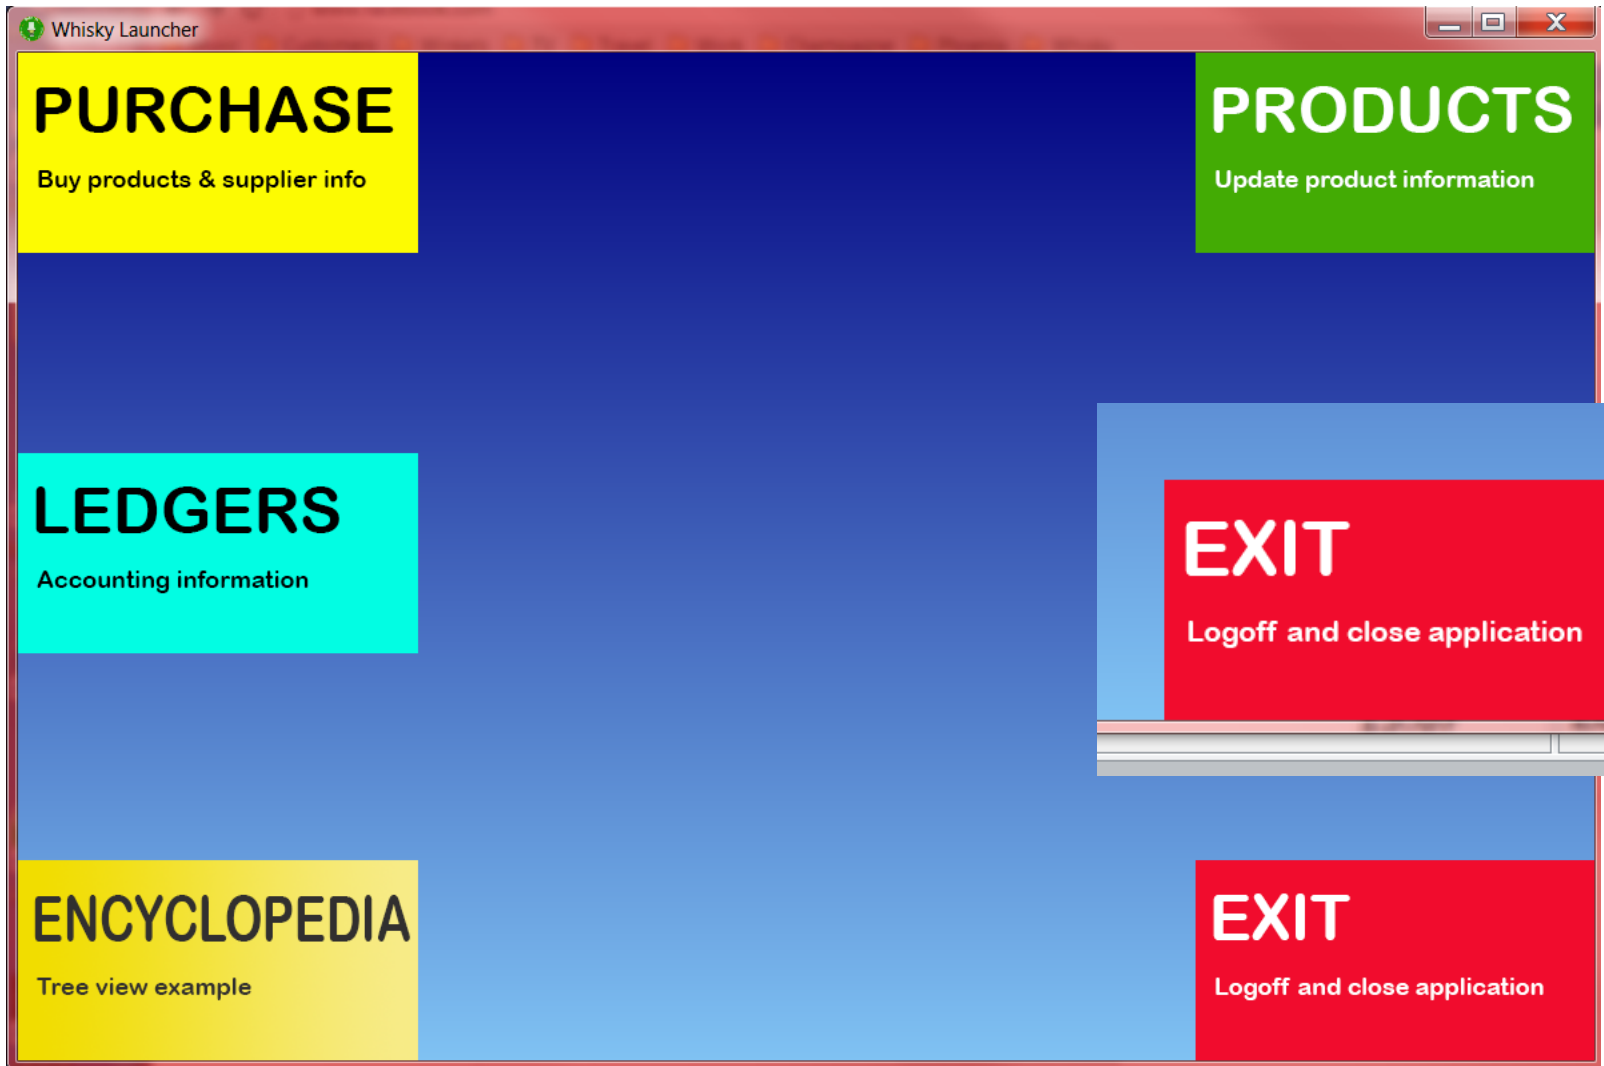 Whisky Launcher
PURCHASE
Buy products & supplier info
PRODUCTS
Update product information
LEDGERS
Accounting information
EXIT
Logoff and close application
ENCYCLOPEDIA
Tree view example
EXIT
Logoff and close application